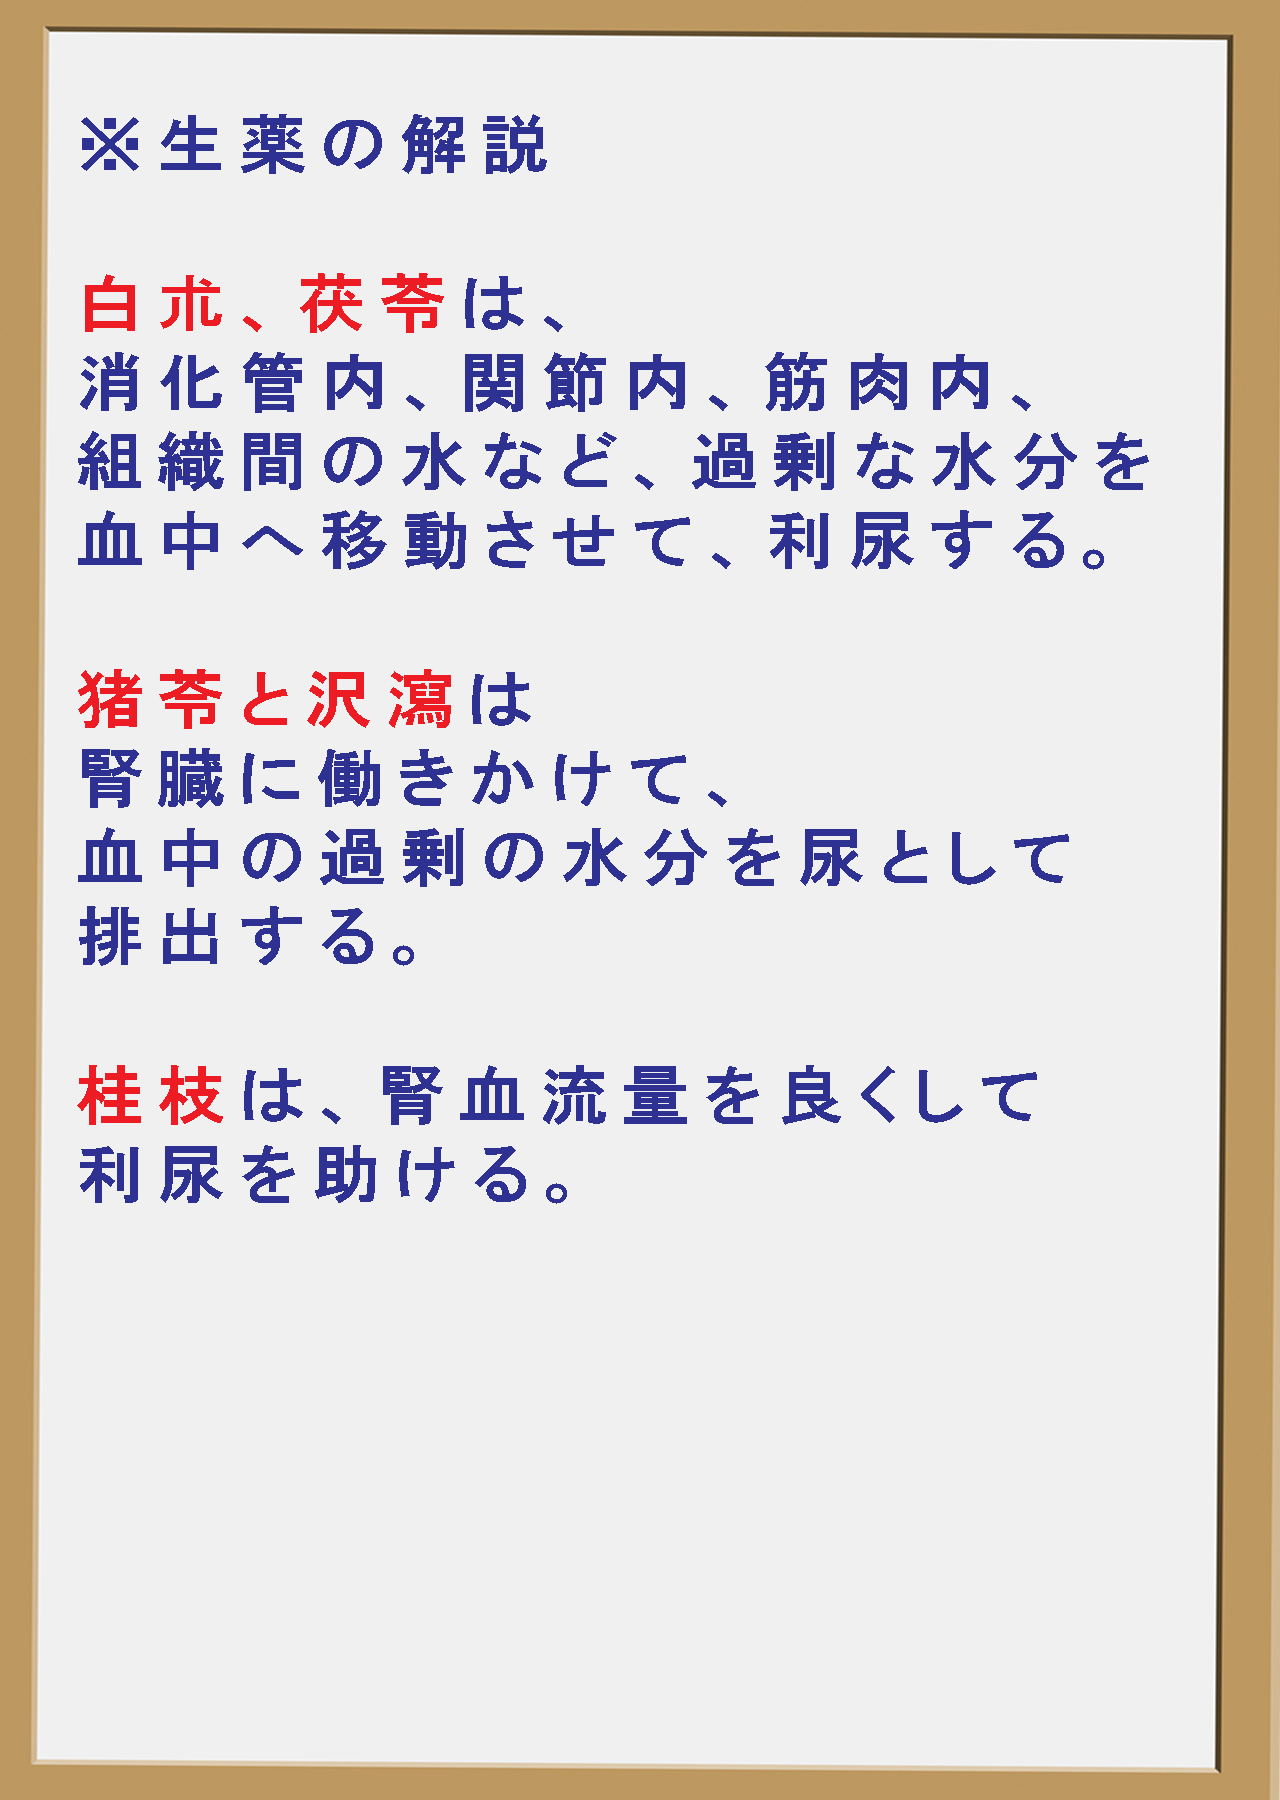 ※生薬の解説
白朮、茯苓は、
消化管内、関節内、筋肉内、
組織間の水など、過剰な水分を
血中へ移動させて、利尿する。
猪苓と沢瀉は
腎臓に働きかけて、
血中の過剰の水分を尿として
排出する。
桂枝は、腎血流量を良くして
利尿を助ける。